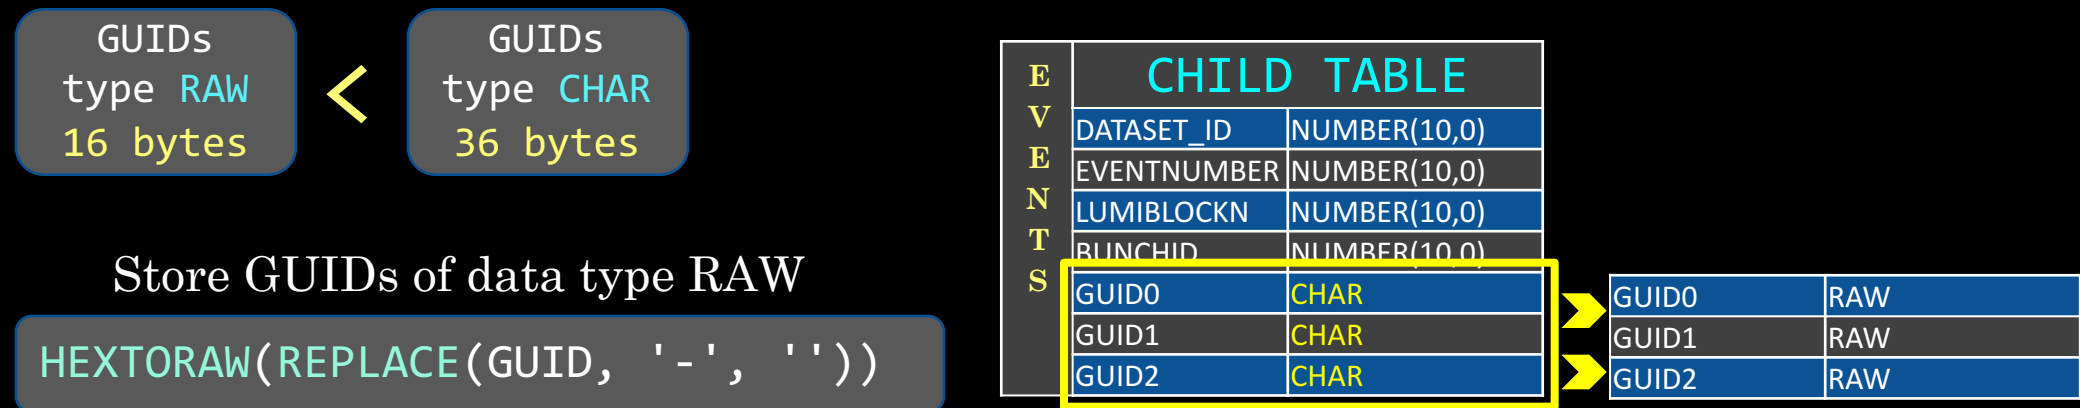 GUIDs
type RAW
16 bytes
<
GUIDs
type CHAR
36 bytes
Store GUIDs of data type RAW
HEXTORAW(REPLACE(GUID, '-', ''))
EVENTS
CHILD TABLE
DATASET_ID NUMBER(10,0)
EVENTNUMBER NUMBER(10,0)
LUMIBLOCKN NUMBER(10,0)
BUNCHID NUMBER(10,0)
GUID0 CHAR
GUID1 CHAR
GUID2 CHAR
GUID0 RAW
GUID1 RAW
GUID2 RAW